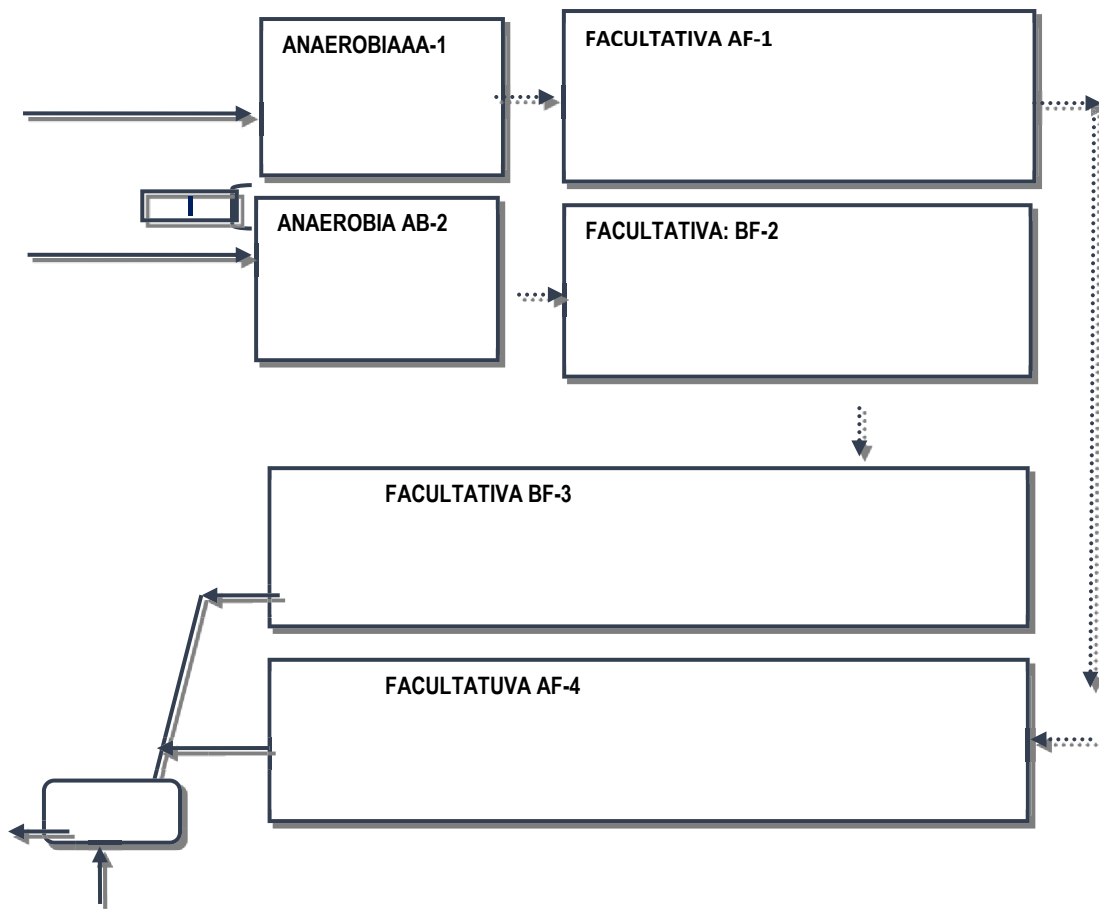 ANAEROBIAAA-1
FACULTATIVA AF-1
ANAEROBIA AB-2
FACULTATIVA: BF-2
FACULTATIVA BF-3
FACULTATUVA AF-4